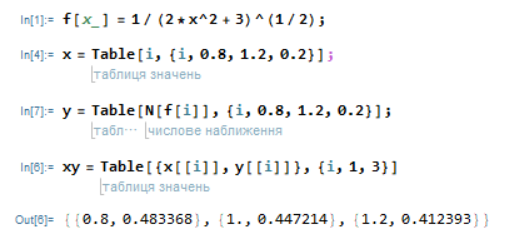 In[1]:= f[x_] = 1/(2*x^2+3)^(1/2);
In[4]:= x = Table[i, {i, 0.8, 1.2, 0.2}];
таблиця значень
In[7]:= y = Table[N[f[i]], {i, 0.8, 1.2, 0.2}];
табл⋯ числове наближення
In[6]:= xy = Table[{x[[i]], y[[i]]}, {i, 1, 3}]
таблиця значень
Out[6]= {{0.8, 0.483368}, {1., 0.447214}, {1.2, 0.412393}}